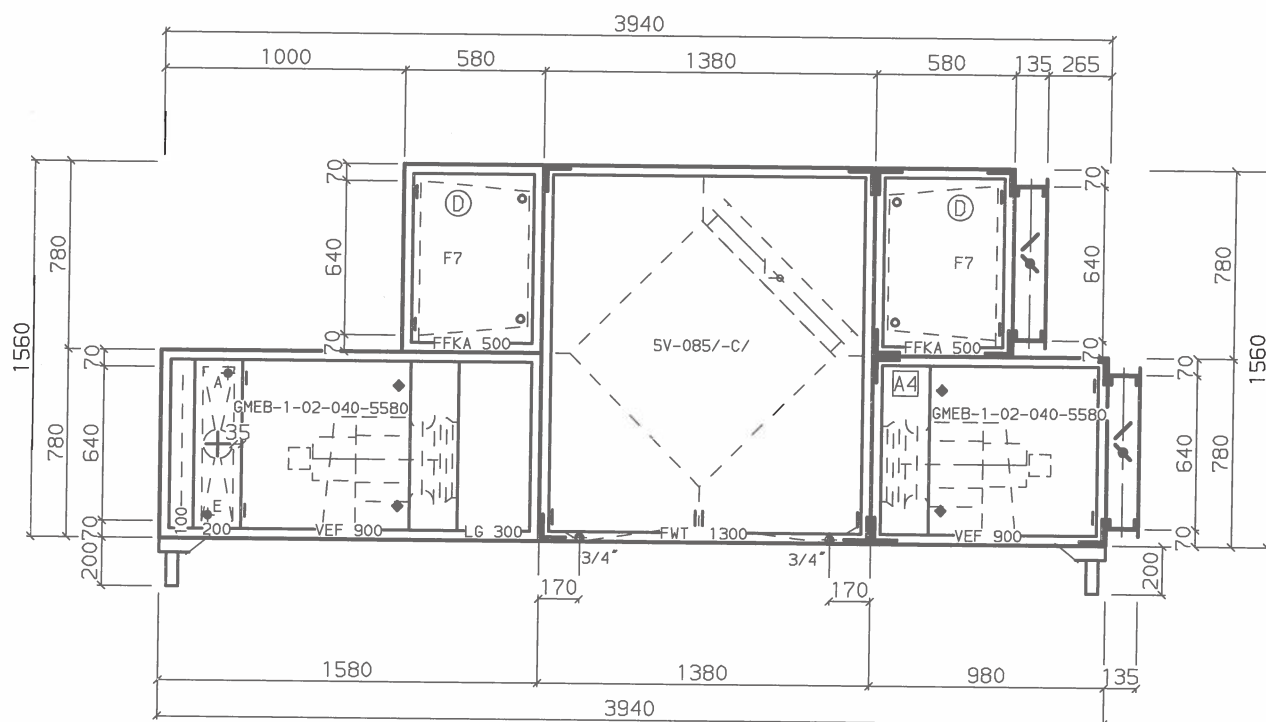 3940
1000 580 1380 580 135 265
70 70 70
D D
780 640 F7 F7 640 780
1560 5V-085/-C/ 1560
70 FFKA 500 FFKA 500 70
70 70
A A4
GMEB-1-02-040-5580 GMEB-1-02-040-5580
780 640 35 640 780
E
100 200 VEF 900 LG 300 FWT 1300 VEF 900
70 70
200 3/4" 3/4" 200
170 170
1580 1380 980 135
3940